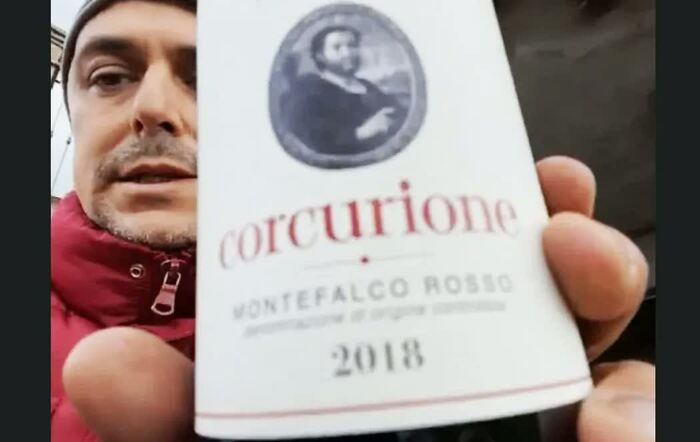 corcurione
MONTEFALCO ROSSO
denominazione di origine controllata
2018